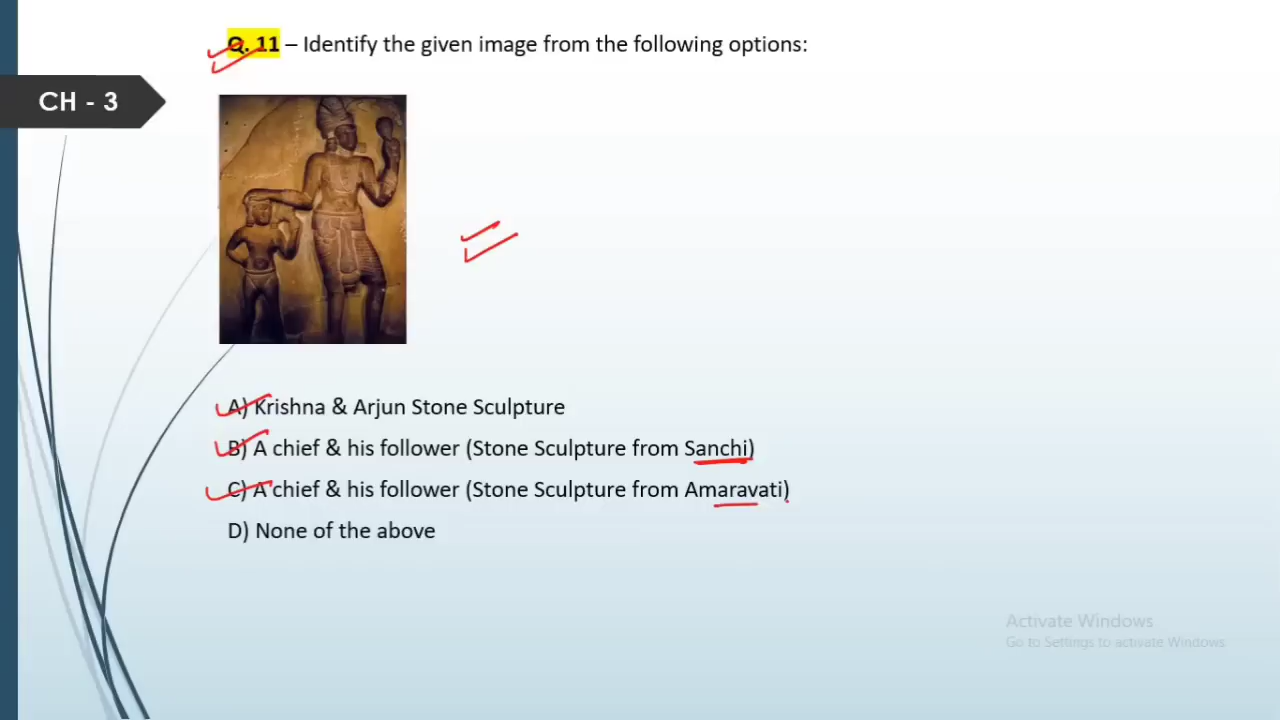 Q. 11 – Identify the given image from the following options:
CH - 3
A) Krishna & Arjun Stone Sculpture
B) A chief & his follower (Stone Sculpture from Sanchi)
C) A chief & his follower (Stone Sculpture from Amaravati)
D) None of the above
Activate Windows
Go to Settings to activate Windows.